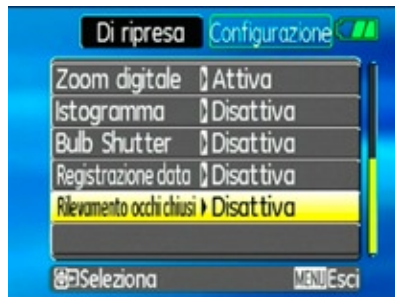 Di ripresa Configurazione
Zoom digitale Attiva
Istogramma Disattiva
Bulb Shutter Disattiva
Registrazione data Disattiva
Rilevamento occhi chiusi Disattiva
Seleziona MENU Esci